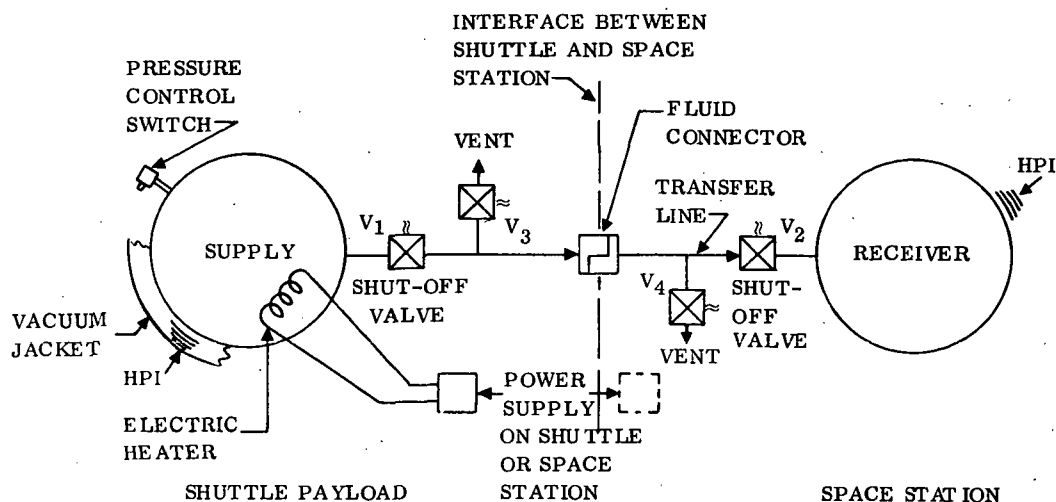 INTERFACE BETWEEN
SHUTTLE AND SPACE
STATION
PRESSURE
CONTROL
SWITCH
VENT
FLUID
CONNECTOR
HPI
TRANSFER
LINE
V1
V3
V2
SUPPLY
RECEIVER
SHUT-OFF
VALVE
V4
SHUT-
OFF
VALVE
VENT
VACUUM
JACKET
HPI
ELECTRIC
HEATER
POWER
SUPPLY
ON SHUTTLE
OR SPACE
STATION
SHUTTLE PAYLOAD
SPACE STATION